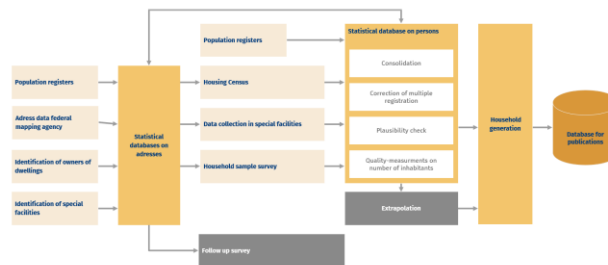 Population registers
Adress data federal
mapping agency
Identification of owners of
dwellings
Identification of special
facilities
Statistical
databases on
adresses
Population registers
Housing Census
Data collection in special facilities
Household sample survey
Follow up survey
Statistical database on persons
Consolidation
Correction of multiple
registration
Plausibility check
Quality-measurments on
number of inhabitants
Extrapolation
Household
generation
Database for
publications